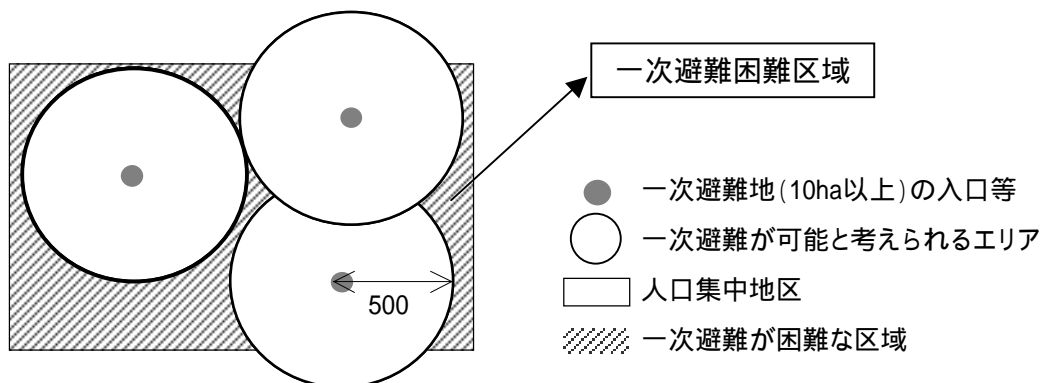 一次避難困難区域
一次避難地(10ha以上)の入口等
一次避難が可能と考えられるエリア
人口集中地区
500
一次避難が困難な区域